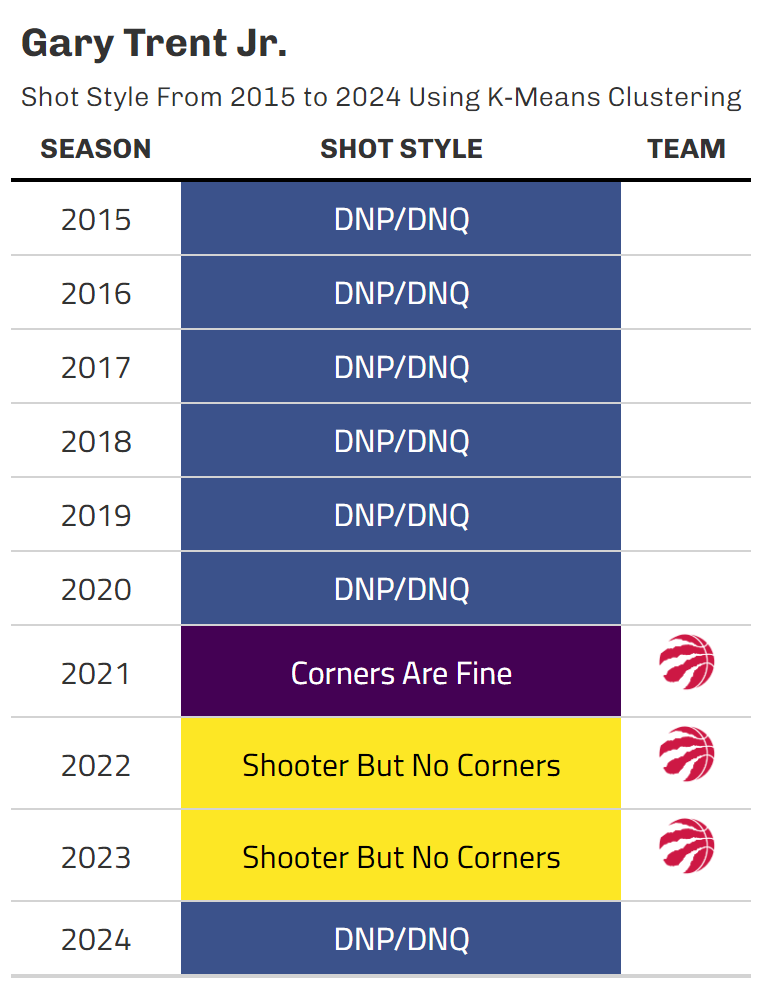 Gary Trent Jr.
Shot Style From 2015 to 2024 Using K-Means Clustering
SEASON SHOT STYLE TEAM
2015 DNP/DNQ
2016 DNP/DNQ
2017 DNP/DNQ
2018 DNP/DNQ
2019 DNP/DNQ
2020 DNP/DNQ
2021 Corners Are Fine
2022 Shooter But No Corners
2023 Shooter But No Corners
2024 DNP/DNQ